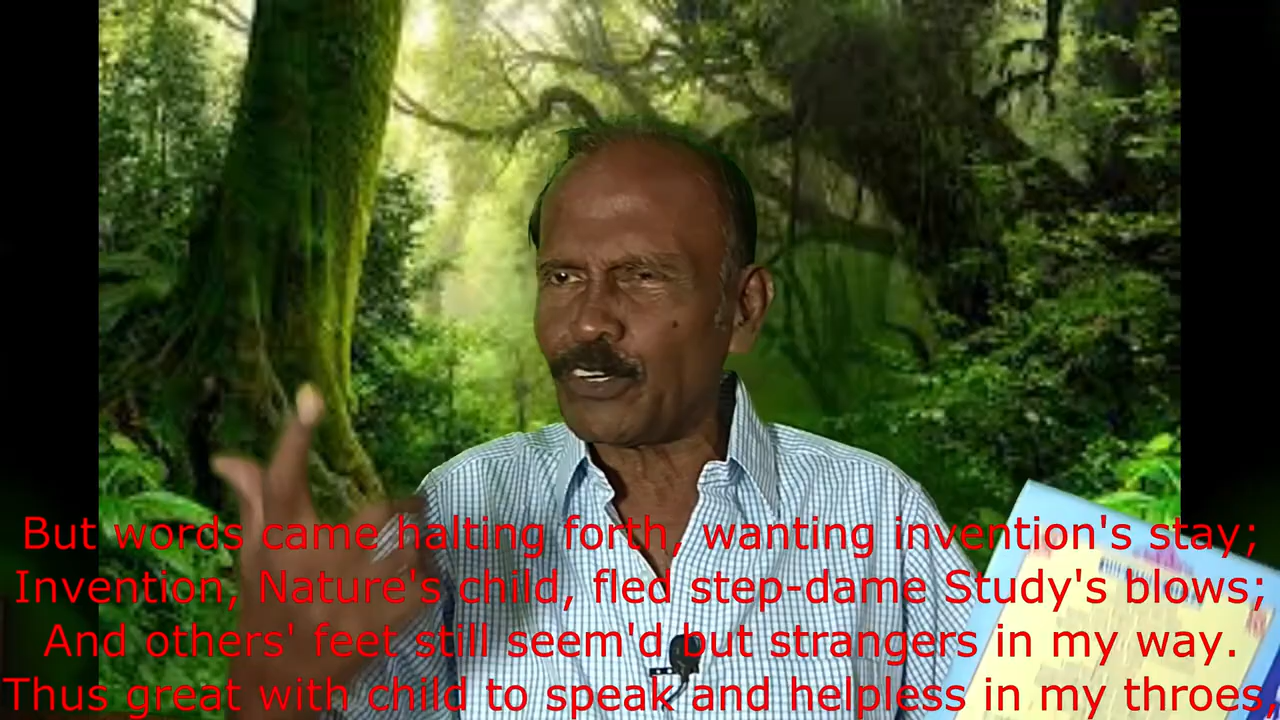 But words came halting forth, wanting invention's stay;
Invention, Nature's child, fled step-dame Study's blows;
And others' feet still seem'd but strangers in my way.
Thus great with child to speak and helpless in my throes,